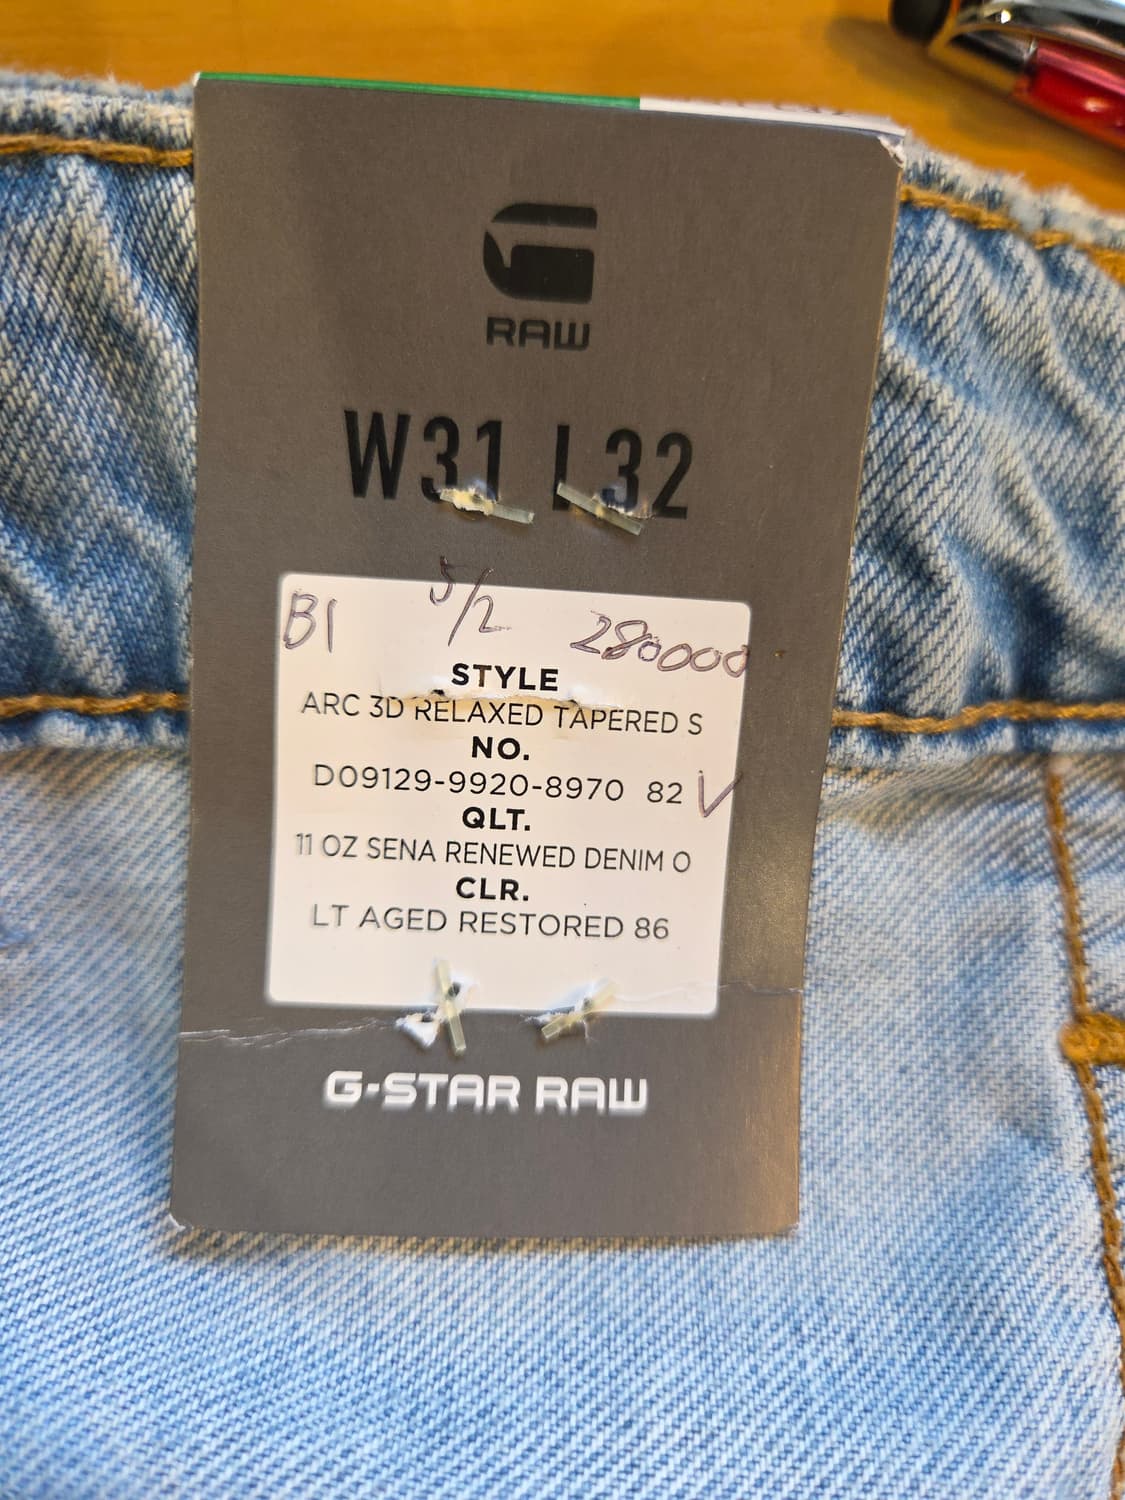 RAW
W31 L32
B1 5/2 280000
STYLE
ARC 3D RELAXED TAPERED S
NO.
D09129-9920-8970 82 V
QLT.
11 OZ SENA RENEWED DENIM O
CLR.
LT AGED RESTORED 86
G-STAR RAW